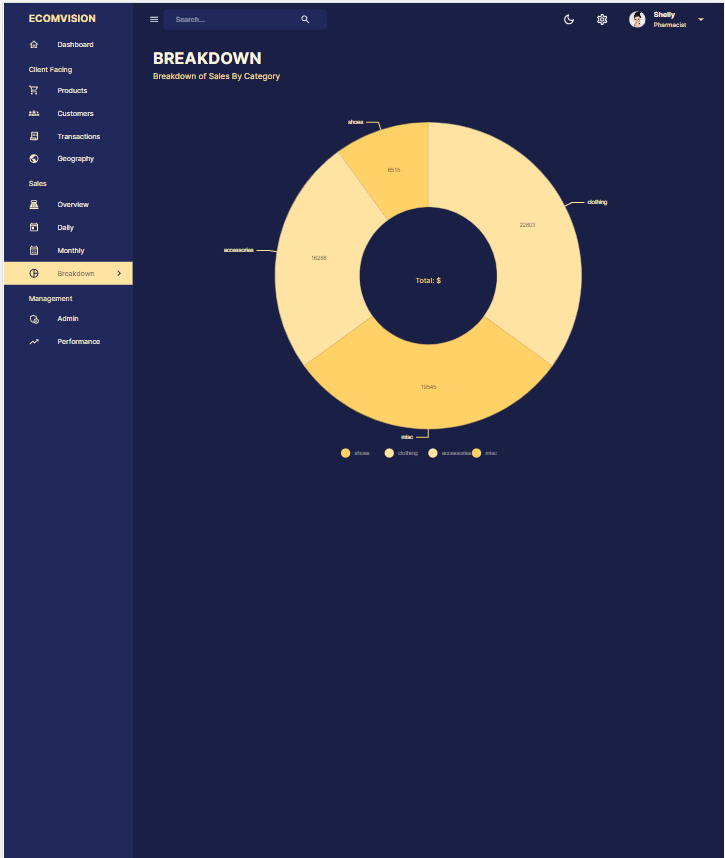 ECOMVISION
Dashboard
Client Facing
Products
Customers
Transactions
Geography
Sales
Overview
Daily
Monthly
Breakdown
Management
Admin
Performance
Search...
Shelly
Pharmacist
BREAKDOWN
Breakdown of Sales By Category
shoes
6515
clothing
22803
accessories
16288
Total: $
19545
misc
shoes clothing accessories misc